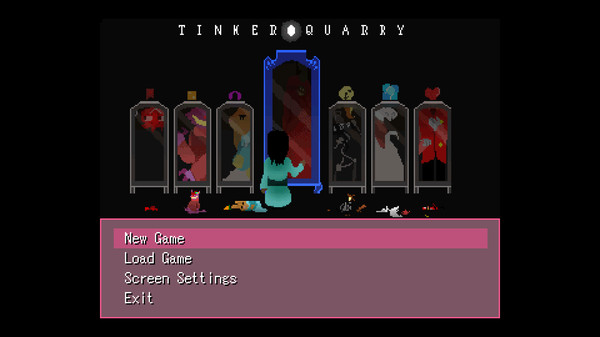 TINKER QUARRY
New Game
Load Game
Screen Settings
Exit